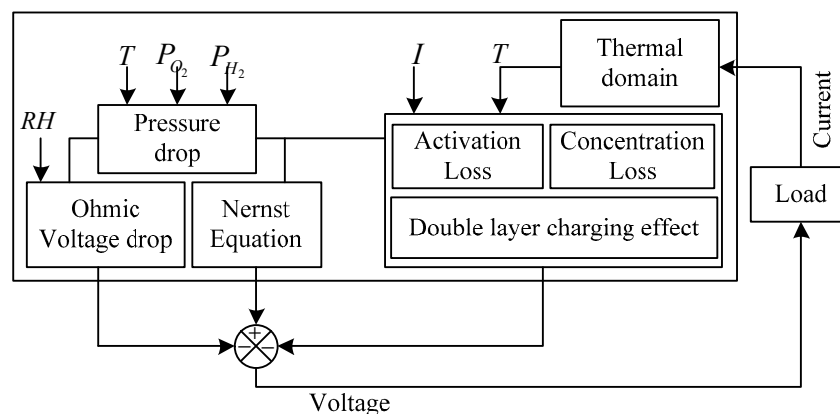 T
P_{O_2}
P_{H_2}
I
T
Thermal
domain
RH
Pressure
drop
Activation
Loss
Concentration
Loss
Current
Load
Ohmic
Voltage drop
Nernst
Equation
Double layer charging effect
+
− −
Voltage